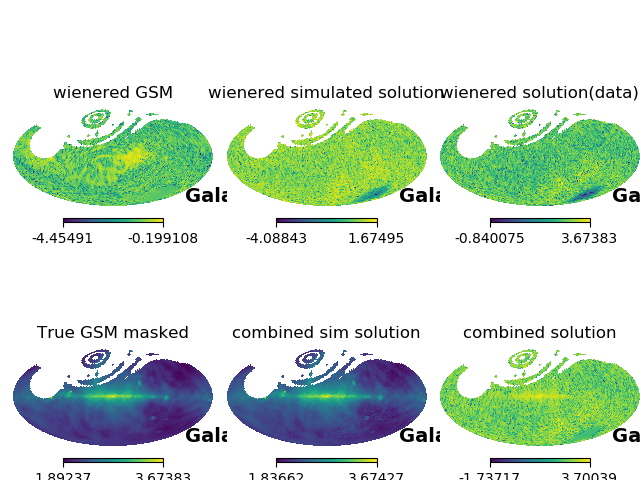 wienered GSM
wienered simulated solution
wienered solution(data)
Gala
Gala
Ga
-4.45491 -0.199108
-4.08843 1.67495
-0.840075 3.67383
True GSM masked
combined sim solution
combined solution
Gala
Gala
Ga
1.89237 3.67383
1.83662 3.67427
-1.73717 3.70039